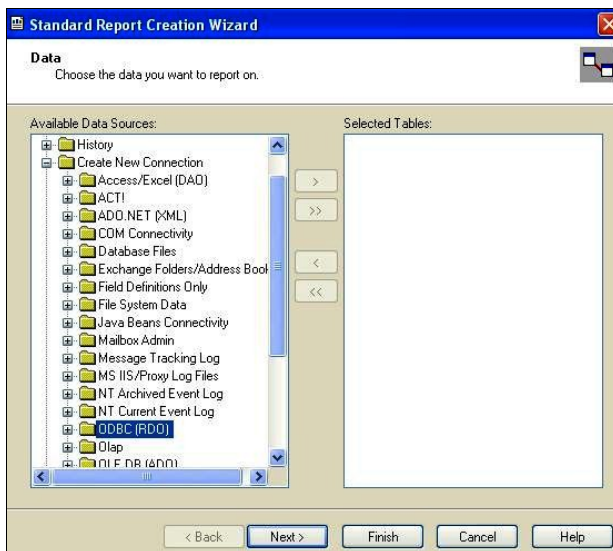 Standard Report Creation Wizard
Data
Choose the data you want to report on.
Available Data Sources:
Selected Tables:
History
Create New Connection
Access/Excel (DAO)
ACT!
ADO.NET (XML)
COM Connectivity
Database Files
Exchange Folders/Address Book
Field Definitions Only
File System Data
Java Beans Connectivity
Mailbox Admin
Message Tracking Log
MS IIS/Proxy Log Files
NT Archived Event Log
NT Current Event Log
ODBC (RDO)
Olap
OLE DB (ADO)
>
>>
<
<<
< Back
Next >
Finish
Cancel
Help